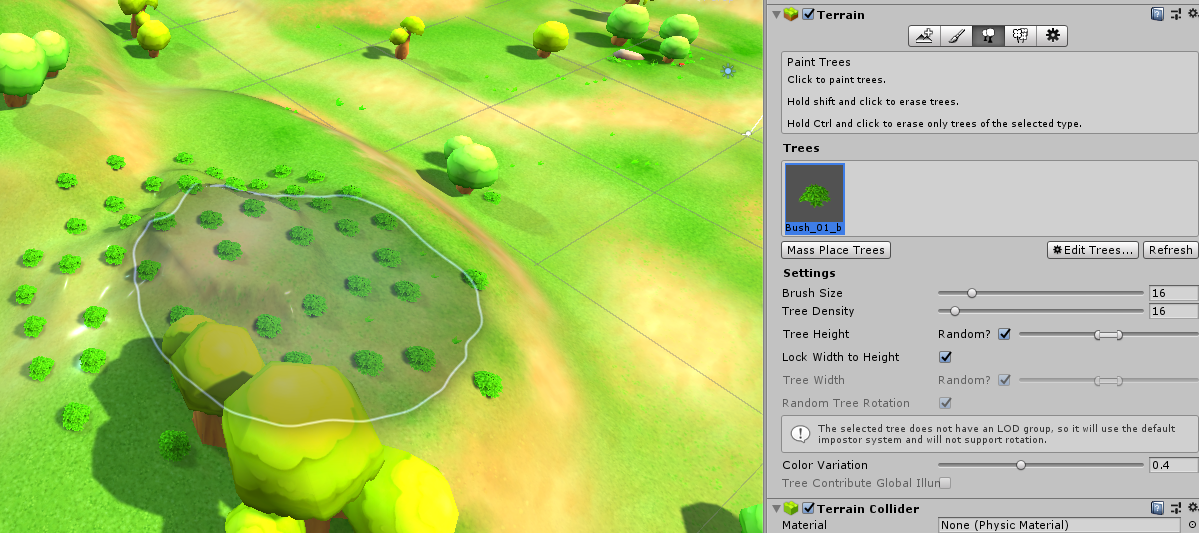 Terrain
Paint Trees
Click to paint trees.
Hold shift and click to erase trees.
Hold Ctrl and click to erase only trees of the selected type.
Trees
Bush_01_b
Mass Place Trees Edit Trees... Refresh
Settings
Brush Size 16
Tree Density 16
Tree Height Random?
Lock Width to Height
Tree Width Random?
Random Tree Rotation
The selected tree does not have an LOD group, so it will use the default
impostor system and will not support rotation.
Color Variation 0.4
Tree Contribute Global Illun
Terrain Collider
Material None (Physic Material)